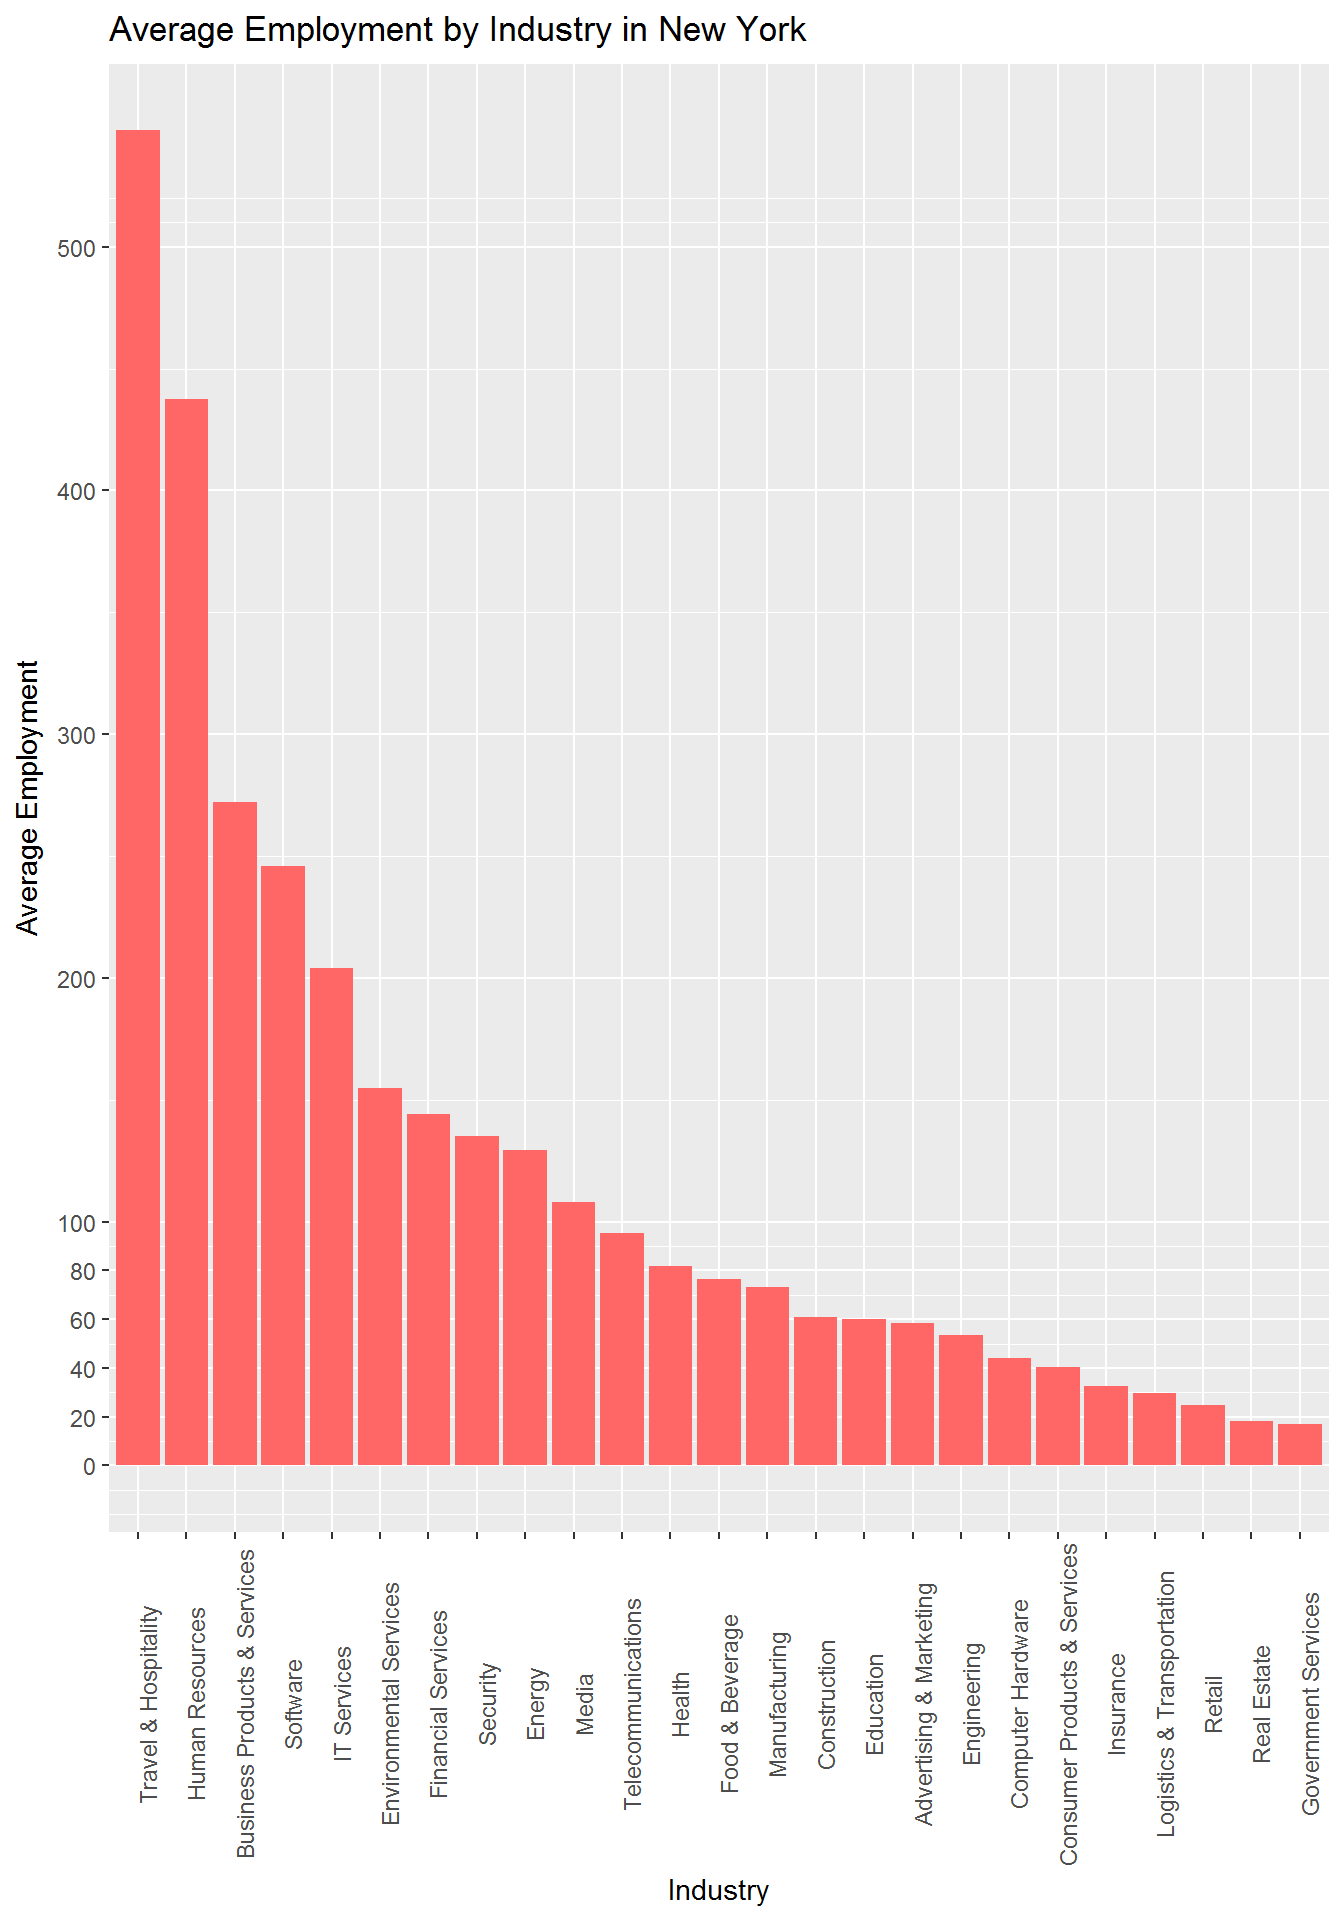 Average Employment by Industry in New York
Average Employment
500
400
300
200
100
80
60
40
20
0
Travel & Hospitality
Human Resources
Business Products & Services
Software
IT Services
Environmental Services
Financial Services
Security
Energy
Media
Telecommunications
Health
Food & Beverage
Manufacturing
Construction
Education
Advertising & Marketing
Engineering
Computer Hardware
Consumer Products & Services
Insurance
Logistics & Transportation
Retail
Real Estate
Government Services
Industry